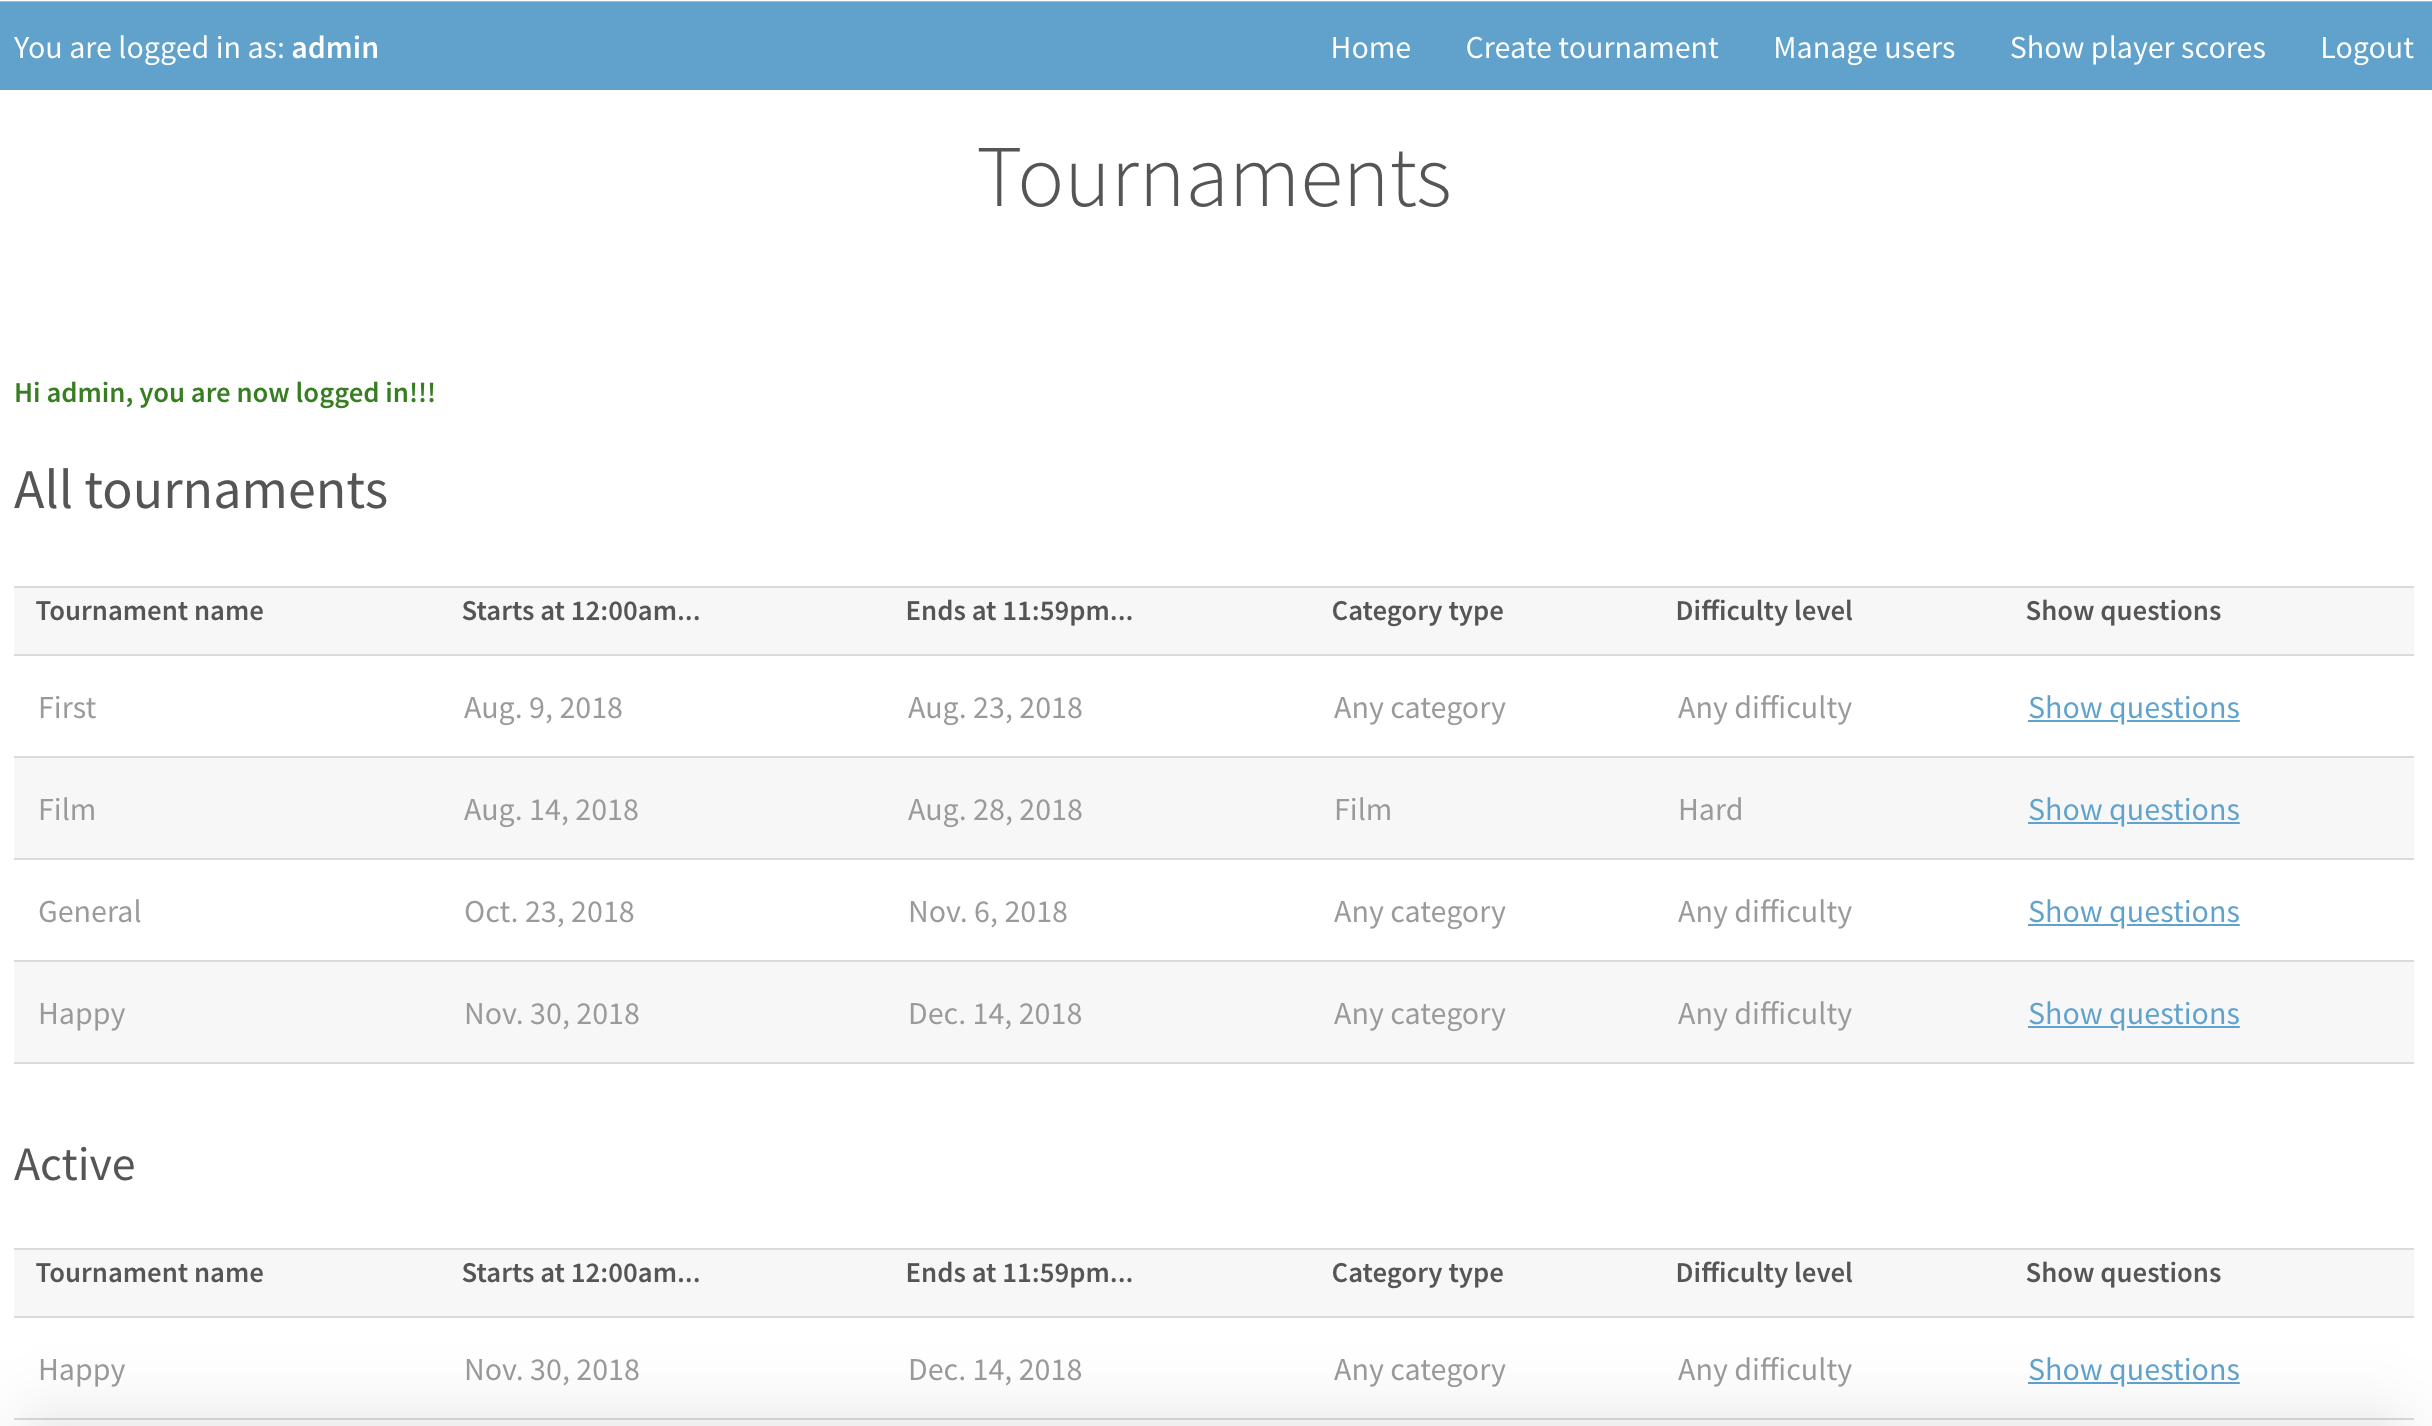 You are logged in as: admin Home Create tournament Manage users Show player scores Logout
Tournaments
Hi admin, you are now logged in!!!
All tournaments
Tournament name Starts at 12:00am... Ends at 11:59pm... Category type Difficulty level Show questions
First Aug. 9, 2018 Aug. 23, 2018 Any category Any difficulty Show questions
Film Aug. 14, 2018 Aug. 28, 2018 Film Hard Show questions
General Oct. 23, 2018 Nov. 6, 2018 Any category Any difficulty Show questions
Happy Nov. 30, 2018 Dec. 14, 2018 Any category Any difficulty Show questions
Active
Tournament name Starts at 12:00am... Ends at 11:59pm... Category type Difficulty level Show questions
Happy Nov. 30, 2018 Dec. 14, 2018 Any category Any difficulty Show questions